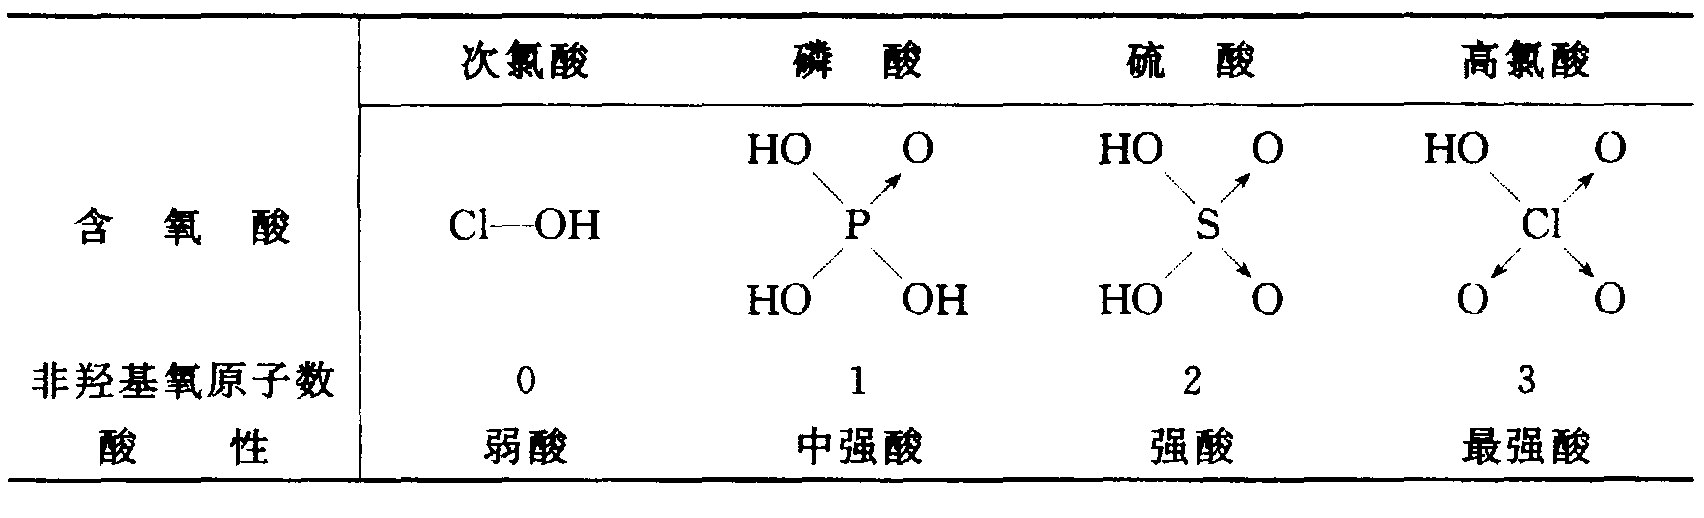 次氯酸 磷 酸 硫 酸 高氯酸
HO O HO O HO O
含 氧 酸 Cl—OH P S Cl
HO OH HO O O O
非羟基氧原子数 0 1 2 3
酸 性 弱酸 中强酸 强酸 最强酸